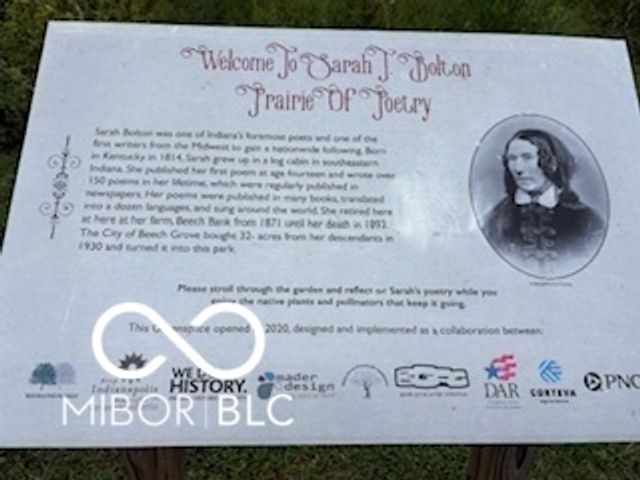 Welcome To Sarah T. Bolton
Prairie Of Poetry
Sarah Bolton was one of Indiana's foremost poets and one of the
first writers from the Midwest to gain a nationwide following. Born
in Kentucky in 1814, Sarah grew up in a log cabin in southeastern
Indiana. She published her first poem at age fourteen and wrote over
150 poems in her lifetime, which were regularly published in
newspapers. Her poems were published in many books, translated
into a dozen languages, and sung around the world. She retired here
at here at her farm, Beech Bank from 1871 until her death in 1893.
The City of Beech Grove bought 32- acres from her descendants in
1930 and turned it into this park.
Please stroll through the garden and reflect on Sarah's poetry while you
enjoy the native plants and pollinators that keep it going.
This Greenspace opened 2020, designed and implemented as a collaboration between:
Indianapolis
WE DO
HISTORY.
mader
design
DAR
CORTEVA
PNC
MIBOR | BLC